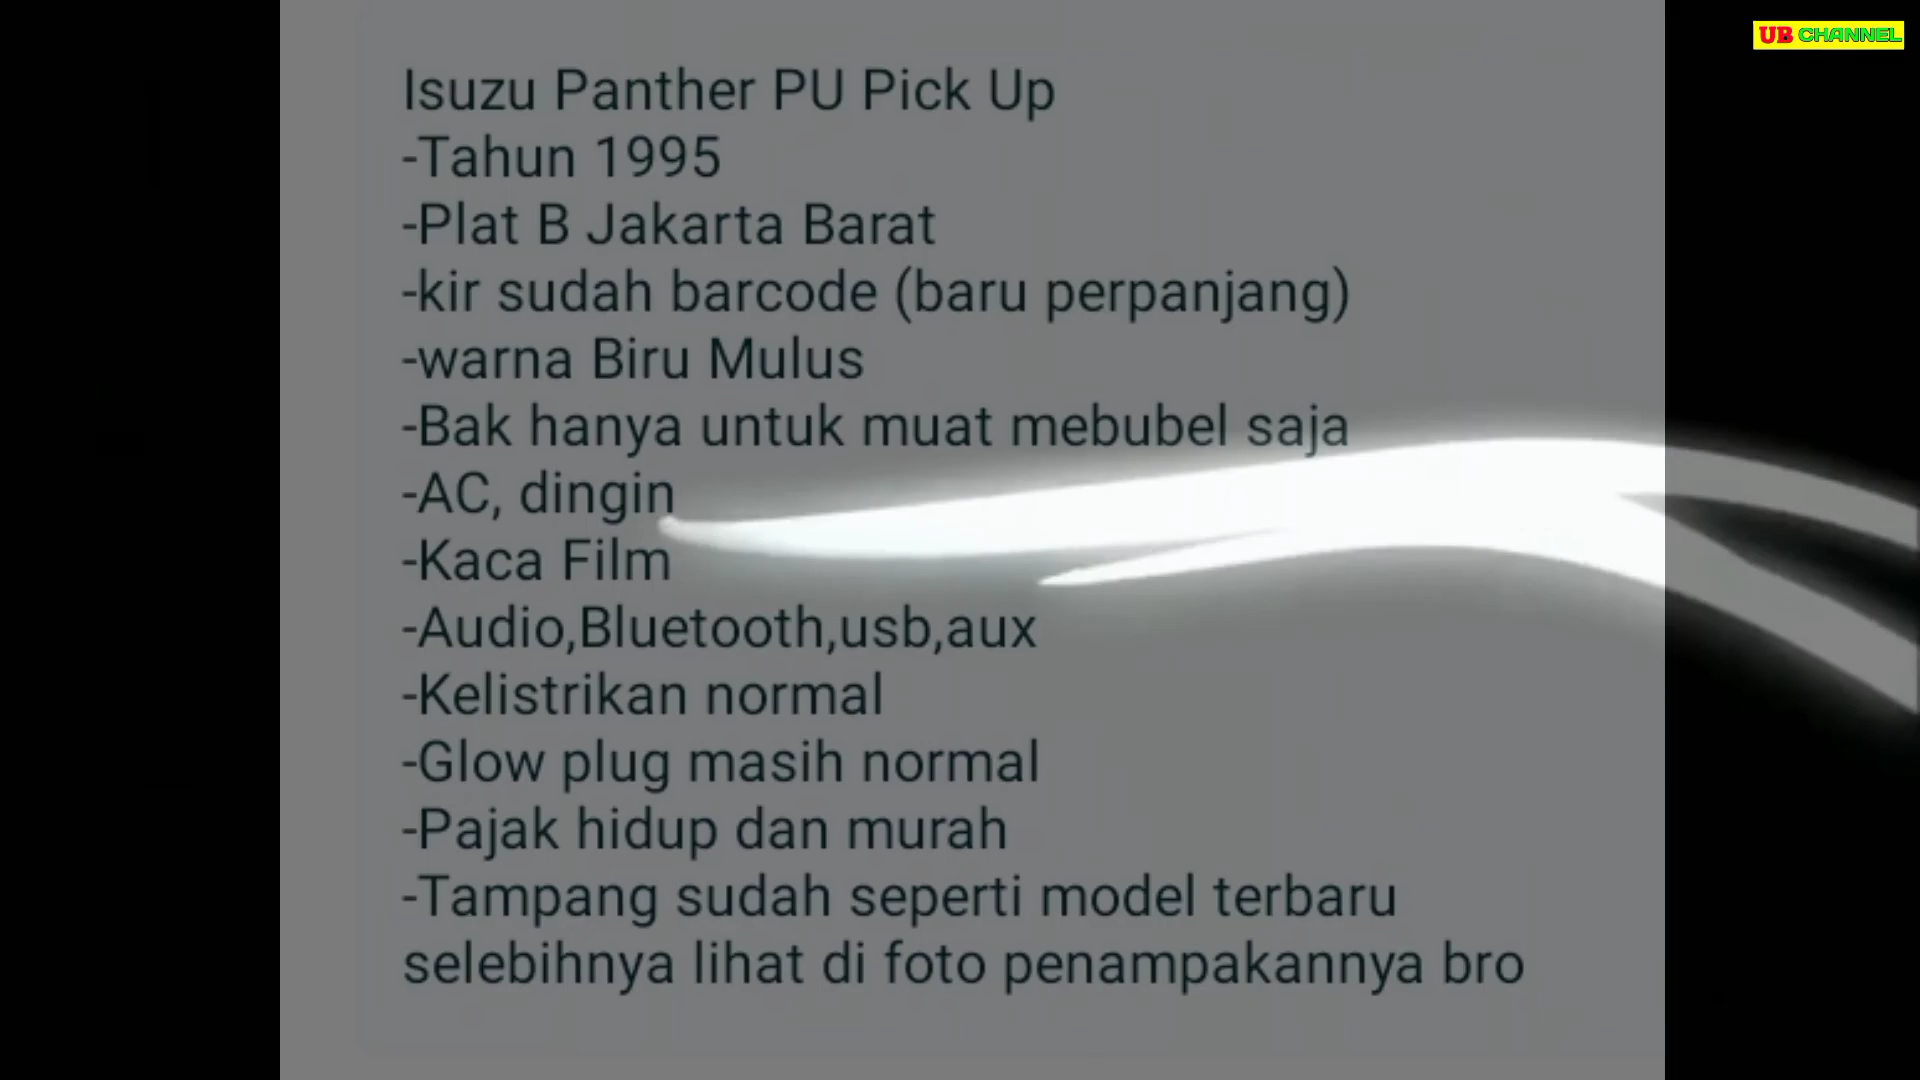 UB CHANNEL
Isuzu Panther PU Pick Up
-Tahun 1995
-Plat B Jakarta Barat
-kir sudah barcode (baru perpanjang)
-warna Biru Mulus
-Bak hanya untuk muat mebubel saja
-AC, dingin
-Kaca Film
-Audio,Bluetooth,usb,aux
-Kelistrikan normal
-Glow plug masih normal
-Pajak hidup dan murah
-Tampang sudah seperti model terbaru
selebihnya lihat di foto penampakannya bro